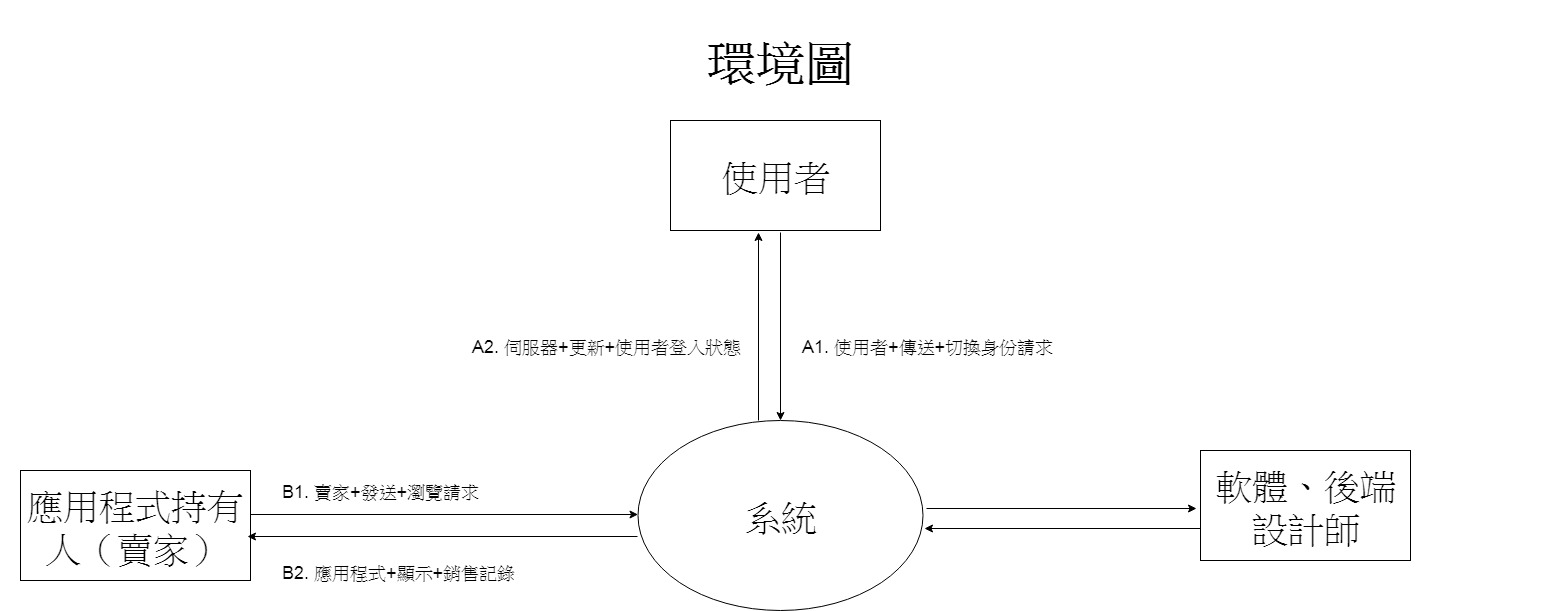 環境圖
使用者
A2. 伺服器+更新+使用者登入狀態
A1. 使用者+傳送+切換身份請求
應用程式持有
人（賣家）
B1. 賣家+發送+瀏覽請求
B2. 應用程式+顯示+銷售記錄
系統
軟體、後端
設計師